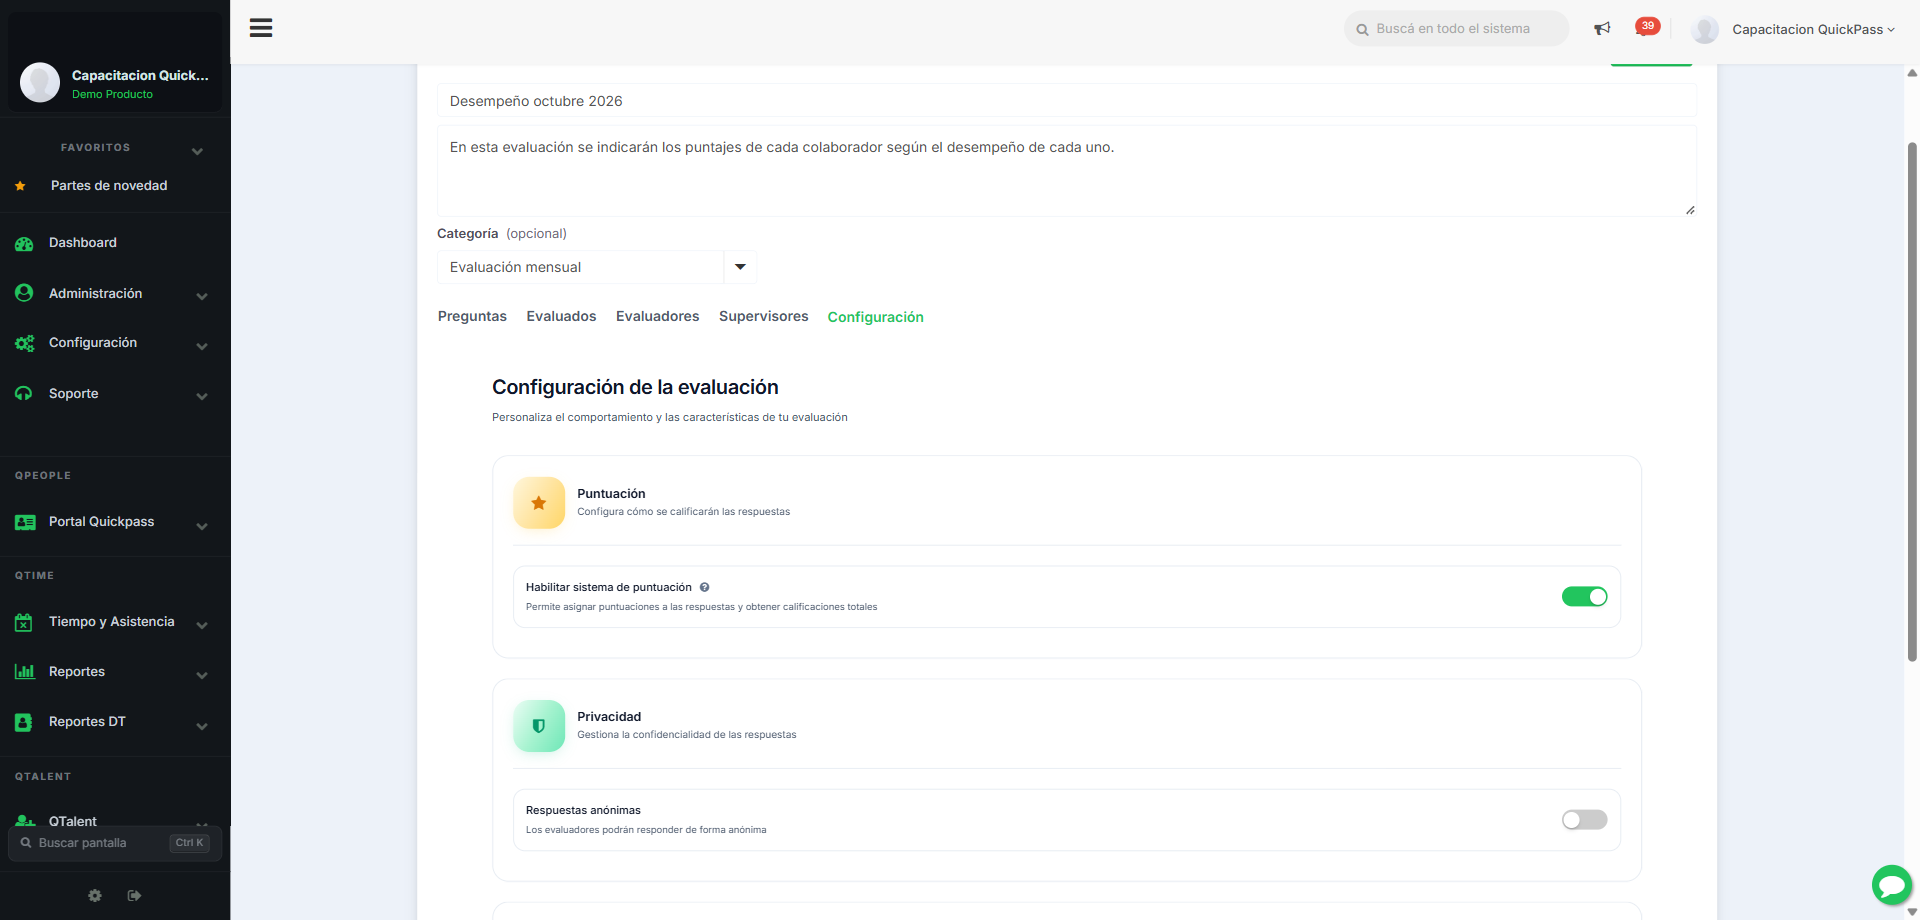 Capacitacion Quick...
Demo Producto
FAVORITOS
Partes de novedad
Dashboard
Administración
Configuración
Soporte
QPEOPLE
Portal Quickpass
QTIME
Tiempo y Asistencia
Reportes
Reportes DT
QTALENT
QTalent
Buscar pantalla
Ctrl K
Buscá en todo el sistema
39
Capacitacion QuickPass
Desempeño octubre 2026
En esta evaluación se indicarán los puntajes de cada colaborador según el desempeño de cada uno.
Categoría (opcional)
Evaluación mensual
Preguntas Evaluados Evaluadores Supervisores Configuración
Configuración de la evaluación
Personaliza el comportamiento y las características de tu evaluación
Puntuación
Configura cómo se calificarán las respuestas
Habilitar sistema de puntuación ?
Permite asignar puntuaciones a las respuestas y obtener calificaciones totales
Privacidad
Gestiona la confidencialidad de las respuestas
Respuestas anónimas
Los evaluadores podrán responder de forma anónima